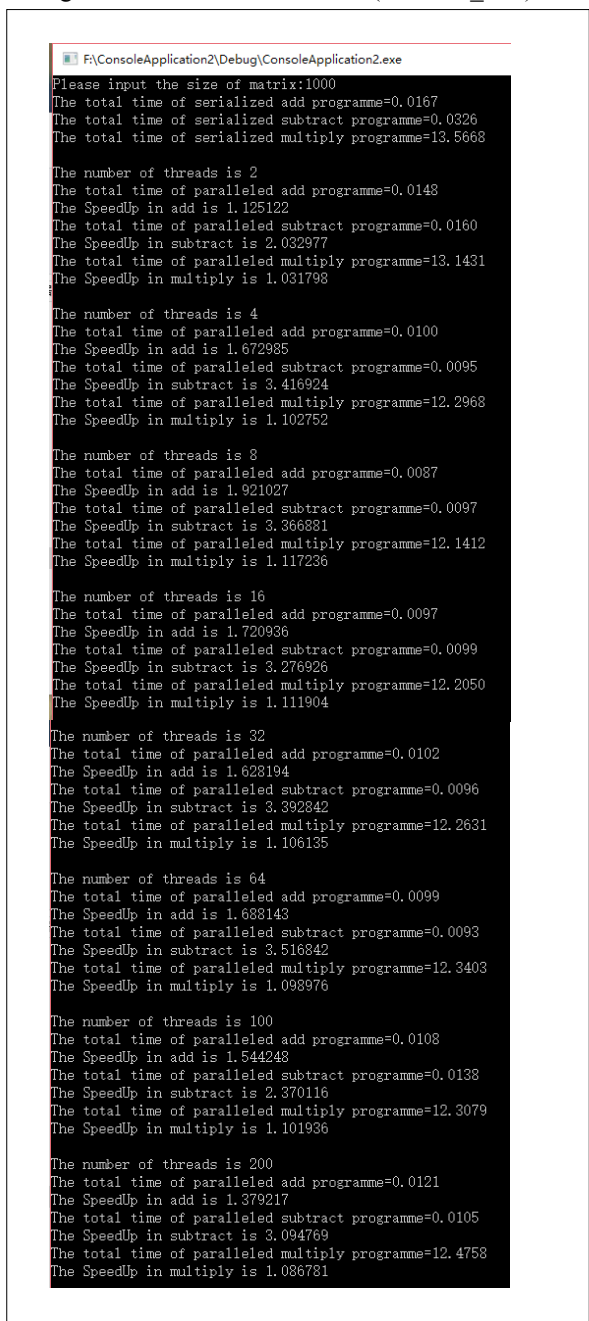 F:\ConsoleApplication2\Debug\ConsoleApplication2.exe
Please input the size of matrix:1000
The total time of serialized add programme=0.0167
The total time of serialized subtract programme=0.0326
The total time of serialized multiply programme=13.5668
The number of threads is 2
The total time of paralleled add programme=0.0148
The SpeedUp in add is 1.125122
The total time of paralleled subtract programme=0.0160
The SpeedUp in subtract is 2.032977
The total time of paralleled multiply programme=13.1431
The SpeedUp in multiply is 1.031798
The number of threads is 4
The total time of paralleled add programme=0.0100
The SpeedUp in add is 1.672985
The total time of paralleled subtract programme=0.0095
The SpeedUp in subtract is 3.416924
The total time of paralleled multiply programme=12.2968
The SpeedUp in multiply is 1.102752
The number of threads is 8
The total time of paralleled add programme=0.0087
The SpeedUp in add is 1.921027
The total time of paralleled subtract programme=0.0097
The SpeedUp in subtract is 3.366881
The total time of paralleled multiply programme=12.1412
The SpeedUp in multiply is 1.117236
The number of threads is 16
The total time of paralleled add programme=0.0097
The SpeedUp in add is 1.720936
The total time of paralleled subtract programme=0.0099
The SpeedUp in subtract is 3.276926
The total time of paralleled multiply programme=12.2050
The SpeedUp in multiply is 1.111904
The number of threads is 32
The total time of paralleled add programme=0.0102
The SpeedUp in add is 1.628194
The total time of paralleled subtract programme=0.0096
The SpeedUp in subtract is 3.392842
The total time of paralleled multiply programme=12.2631
The SpeedUp in multiply is 1.106135
The number of threads is 64
The total time of paralleled add programme=0.0099
The SpeedUp in add is 1.688143
The total time of paralleled subtract programme=0.0093
The SpeedUp in subtract is 3.516842
The total time of paralleled multiply programme=12.3403
The SpeedUp in multiply is 1.098976
The number of threads is 100
The total time of paralleled add programme=0.0108
The SpeedUp in add is 1.544248
The total time of paralleled subtract programme=0.0138
The SpeedUp in subtract is 2.370116
The total time of paralleled multiply programme=12.3079
The SpeedUp in multiply is 1.101936
The number of threads is 200
The total time of paralleled add programme=0.0121
The SpeedUp in add is 1.379217
The total time of paralleled subtract programme=0.0105
The SpeedUp in subtract is 3.094769
The total time of paralleled multiply programme=12.4758
The SpeedUp in multiply is 1.086781